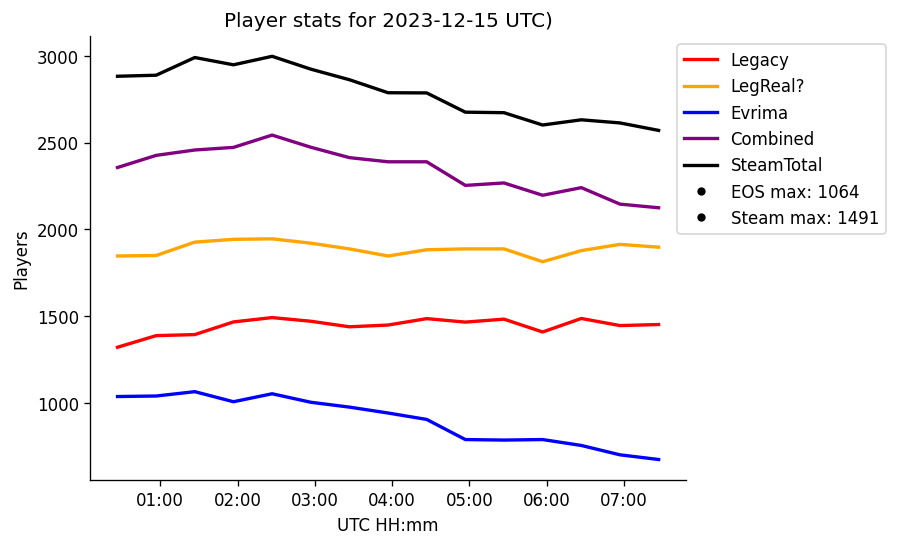 Player stats for 2023-12-15 UTC)
3000
2500
2000
1500
1000
Players
01:00 02:00 03:00 04:00 05:00 06:00 07:00
UTC HH:mm
Legacy
LegReal?
Evrima
Combined
SteamTotal
EOS max: 1064
Steam max: 1491